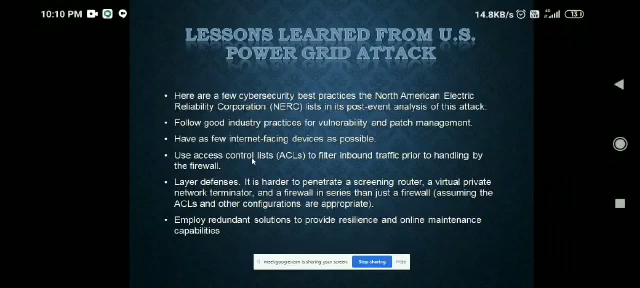 10:10 PM
14.8KB/s
LESSONS LEARNED FROM U.S.
POWER GRID ATTACK
• Here are a few cybersecurity best practices the North American Electric
Reliability Corporation (NERC) lists in its post-event analysis of this attack:
• Follow good industry practices for vulnerability and patch management.
• Have as few internet-facing devices as possible.
• Use access control lists (ACLs) to filter inbound traffic prior to handling by
the firewall.
• Layer defenses. It is harder to penetrate a screening router, a virtual private
network terminator, and a firewall in series than just a firewall (assuming the
ACLs and other configurations are appropriate).
• Employ redundant solutions to provide resilience and online maintenance
capabilities
meet.google.com is sharing your screen. Stop sharing Hide